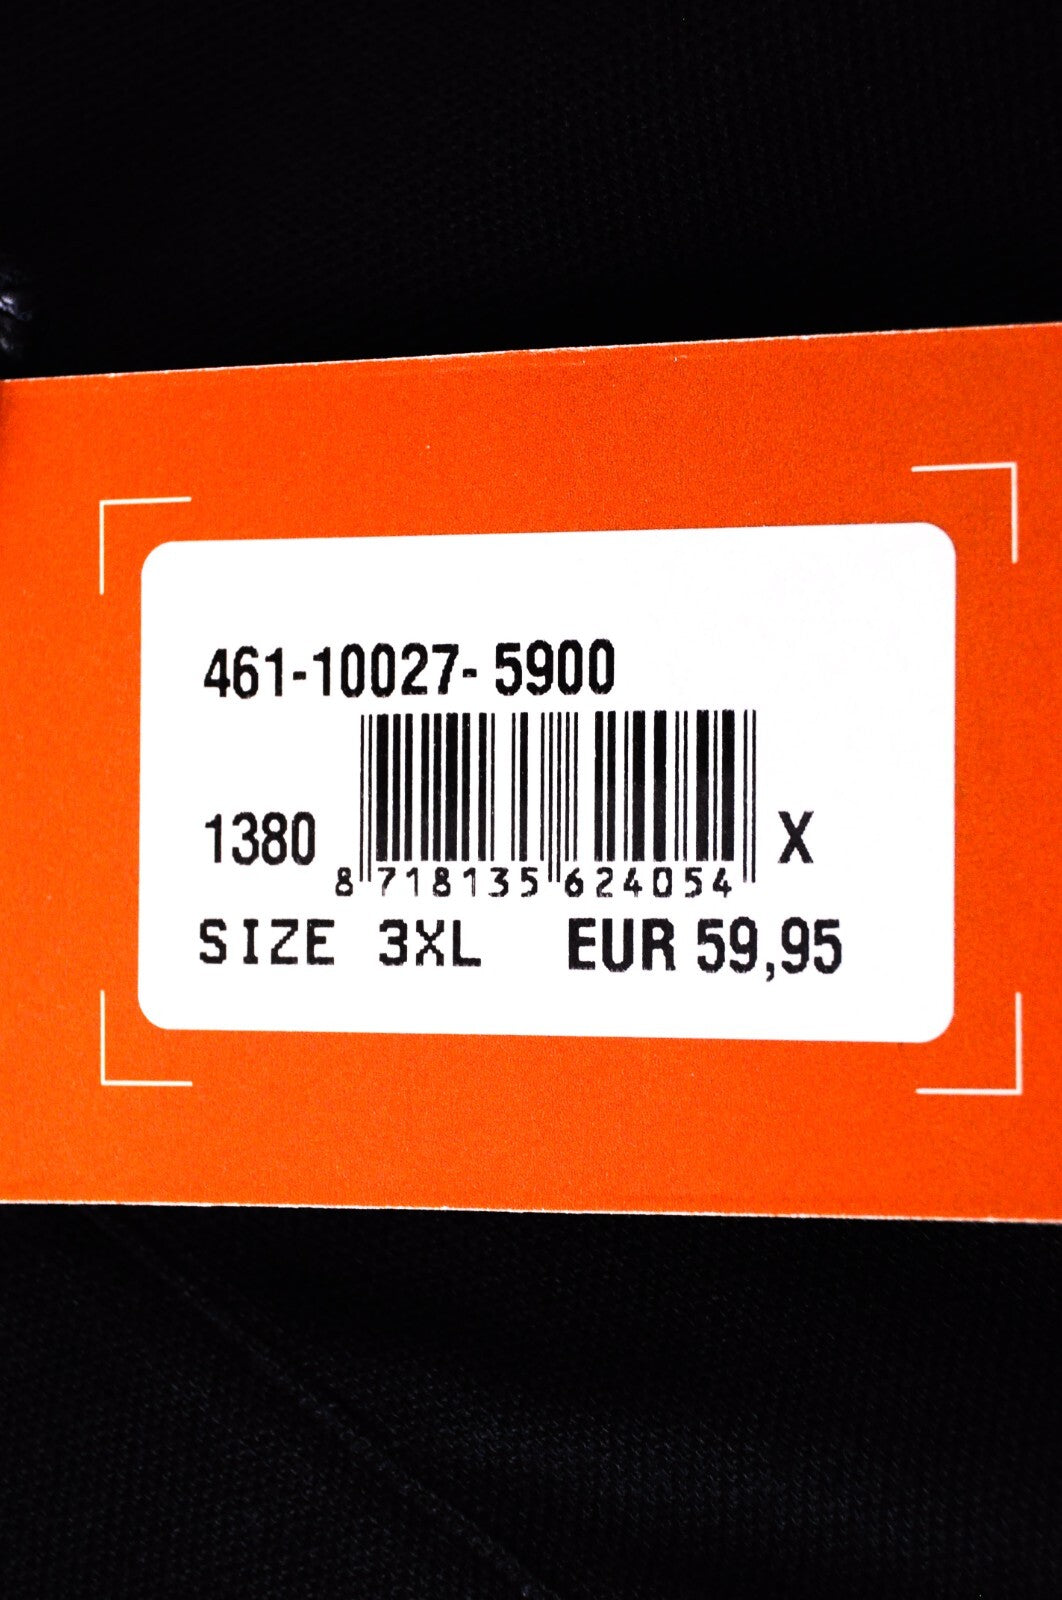 461-10027-5900
1380 X
8 718135 624054
SIZE 3XL EUR 59,95